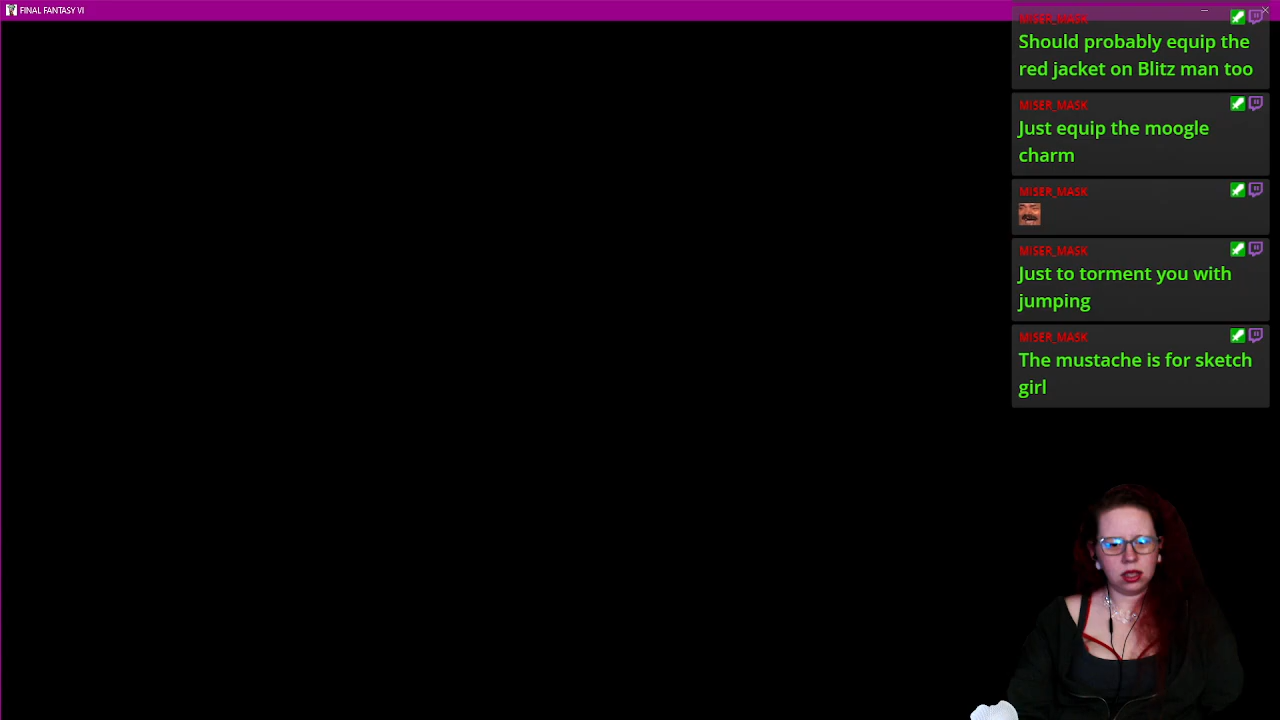 FINAL FANTASY VI
MISER_MASK
Should probably equip the
red jacket on Blitz man too
MISER_MASK
Just equip the moogle
charm
MISER_MASK
MISER_MASK
Just to torment you with
jumping
MISER_MASK
The mustache is for sketch
girl